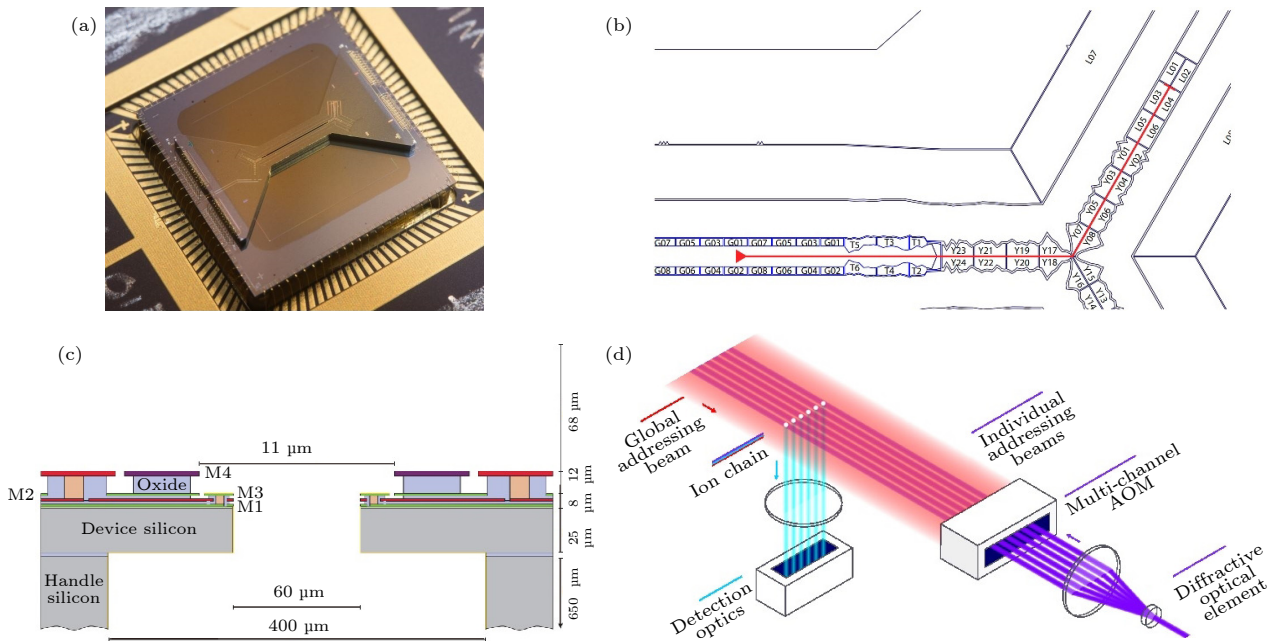 (a)
(b)
L07
L01
L02
L03
L04
L05
L06
Y01
Y02
Y03
Y04
Y05
Y06
Y07
Y08
G07 G05 G03 G01 G07 G05 G03 G01 T5 T3 T1 Y23 Y21 Y19 Y17
G08 G06 G04 G02 G08 G06 G04 G02 T6 T4 T2 Y24 Y22 Y20 Y18
Y15
Y16
Y13
Y14
(c)
68 µm
11 µm
12 µm
M4
Oxide
M2
M3
M1
8 µm
Device silicon
25 µm
Handle
silicon
60 µm
650 µm
400 µm
(d)
Global
addressing
beam
Ion chain
Individual
addressing
beams
Multi-channel
AOM
Detection
optics
Diffractive
optical
element